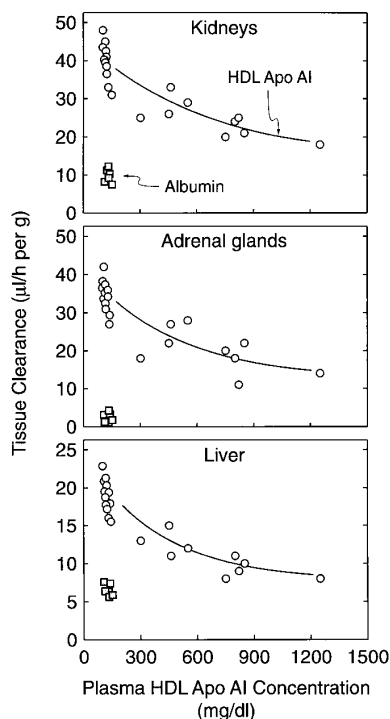 Kidneys
HDL Apo AI
Albumin
50
40
30
20
10
0
Adrenal glands
50
40
30
20
10
0
Liver
25
20
15
10
5
0
0 300 600 900 1200 1500
Tissue Clearance (μl/h per g)
Plasma HDL Apo AI Concentration
(mg/dl)